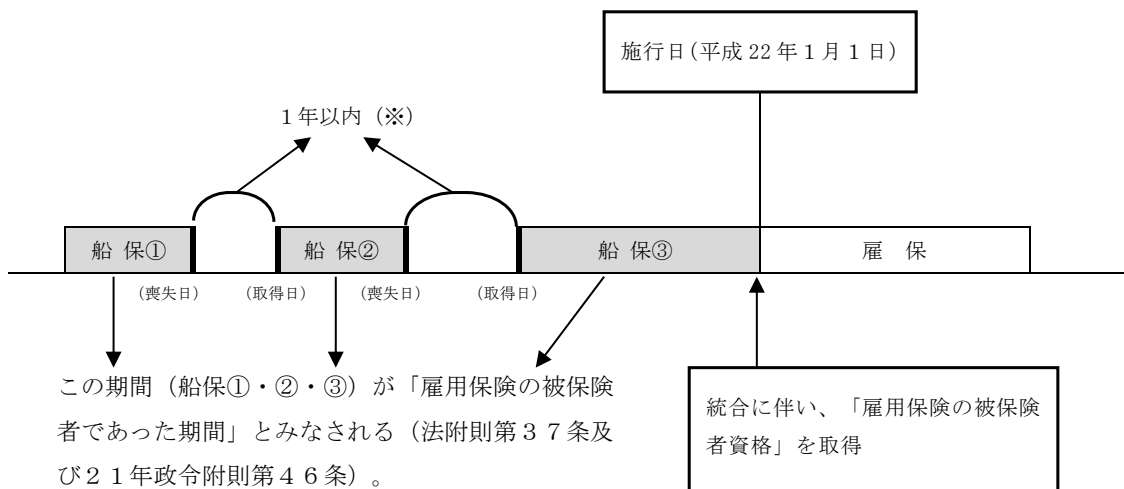 施行日(平成22年1月1日)
1年以内(※)
船 保①
船 保②
船 保③
雇 保
(喪失日) (取得日) (喪失日) (取得日)
この期間(船保①・②・③)が「雇用保険の被保険
者であった期間」とみなされる(法附則第37条及
び21年政令附則第46条)。
統合に伴い、「雇用保険の被保険
者資格」を取得